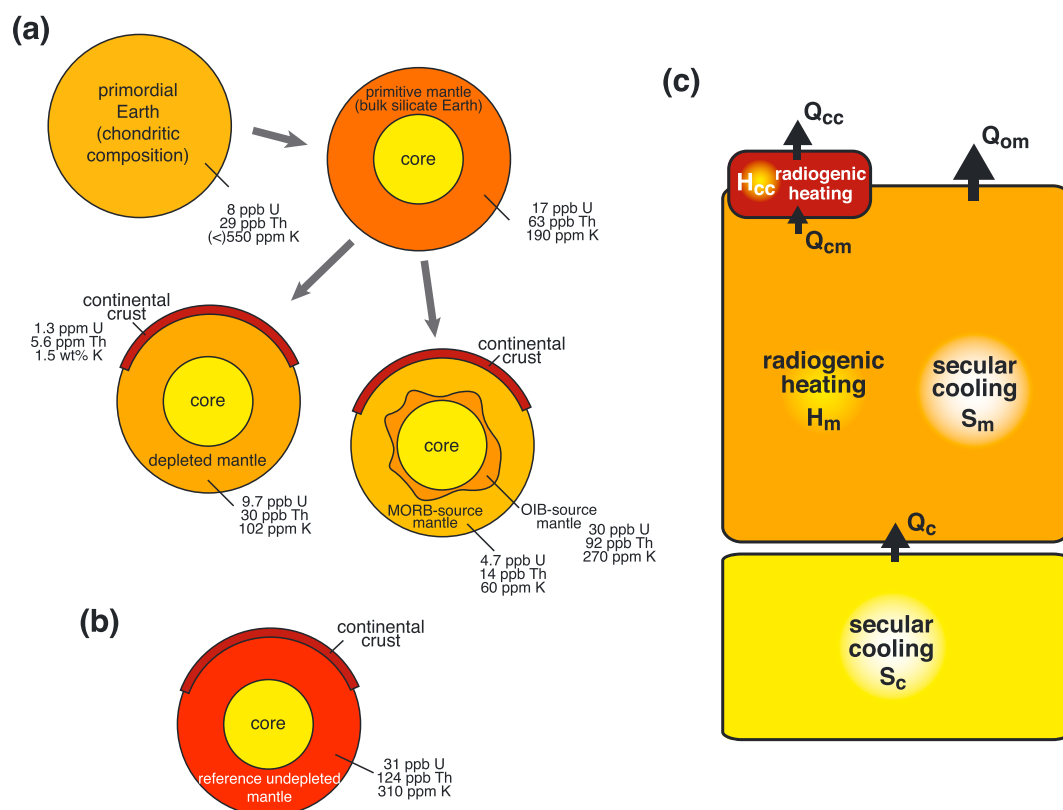 (a)
primordial
Earth
(chondritic
composition)
8 ppb U
29 ppb Th
(<)550 ppm K
primitive mantle
(bulk silicate Earth)
core
17 ppb U
63 ppb Th
190 ppm K
continental
crust
1.3 ppm U
5.6 ppm Th
1.5 wt% K
core
depleted mantle
9.7 ppb U
30 ppb Th
102 ppm K
continental
crust
core
MORB-source
mantle
OIB-source
mantle
30 ppb U
92 ppb Th
270 ppm K
4.7 ppb U
14 ppb Th
60 ppm K
(b)
continental
crust
core
reference undepleted
mantle
31 ppb U
124 ppb Th
310 ppm K
(c)
Qcc
Qom
Hcc radiogenic
heating
Qcm
radiogenic
heating
Hm
secular
cooling
Sm
Qc
secular
cooling
Sc